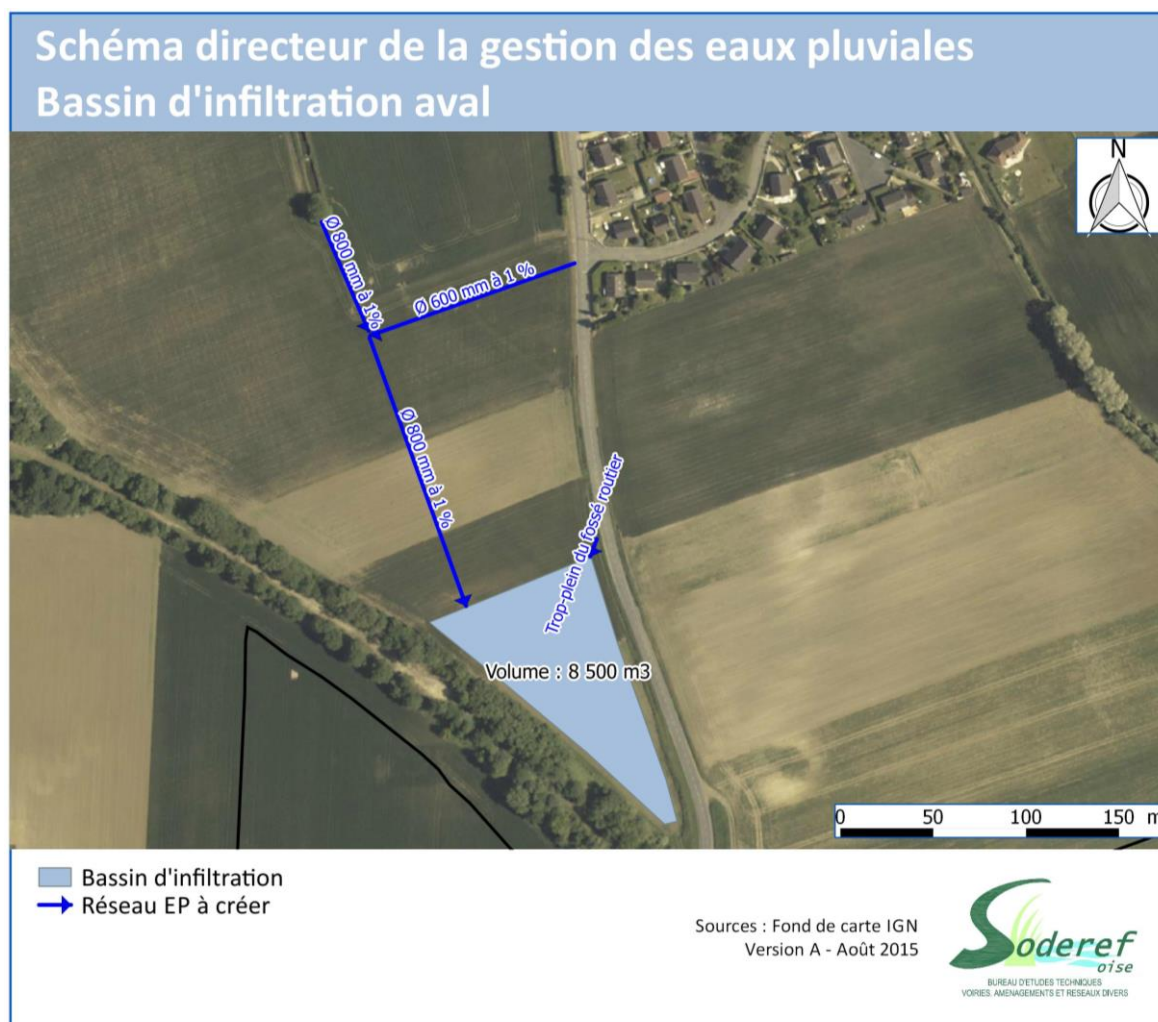 Schéma directeur de la gestion des eaux pluviales
Bassin d'infiltration aval
N
Ø 800 mm à 1%
Ø 600 mm à 1 %
Ø 800 mm à 1 %
Trop-plein du fossé routier
Volume : 8 500 m3
0 50 100 150 m
Bassin d'infiltration
Réseau EP à créer
Sources : Fond de carte IGN
Version A - Août 2015
Soderef
oise
BUREAU D'ETUDES TECHNIQUES
VOIRIES, AMENAGEMENTS ET RESEAUX DIVERS